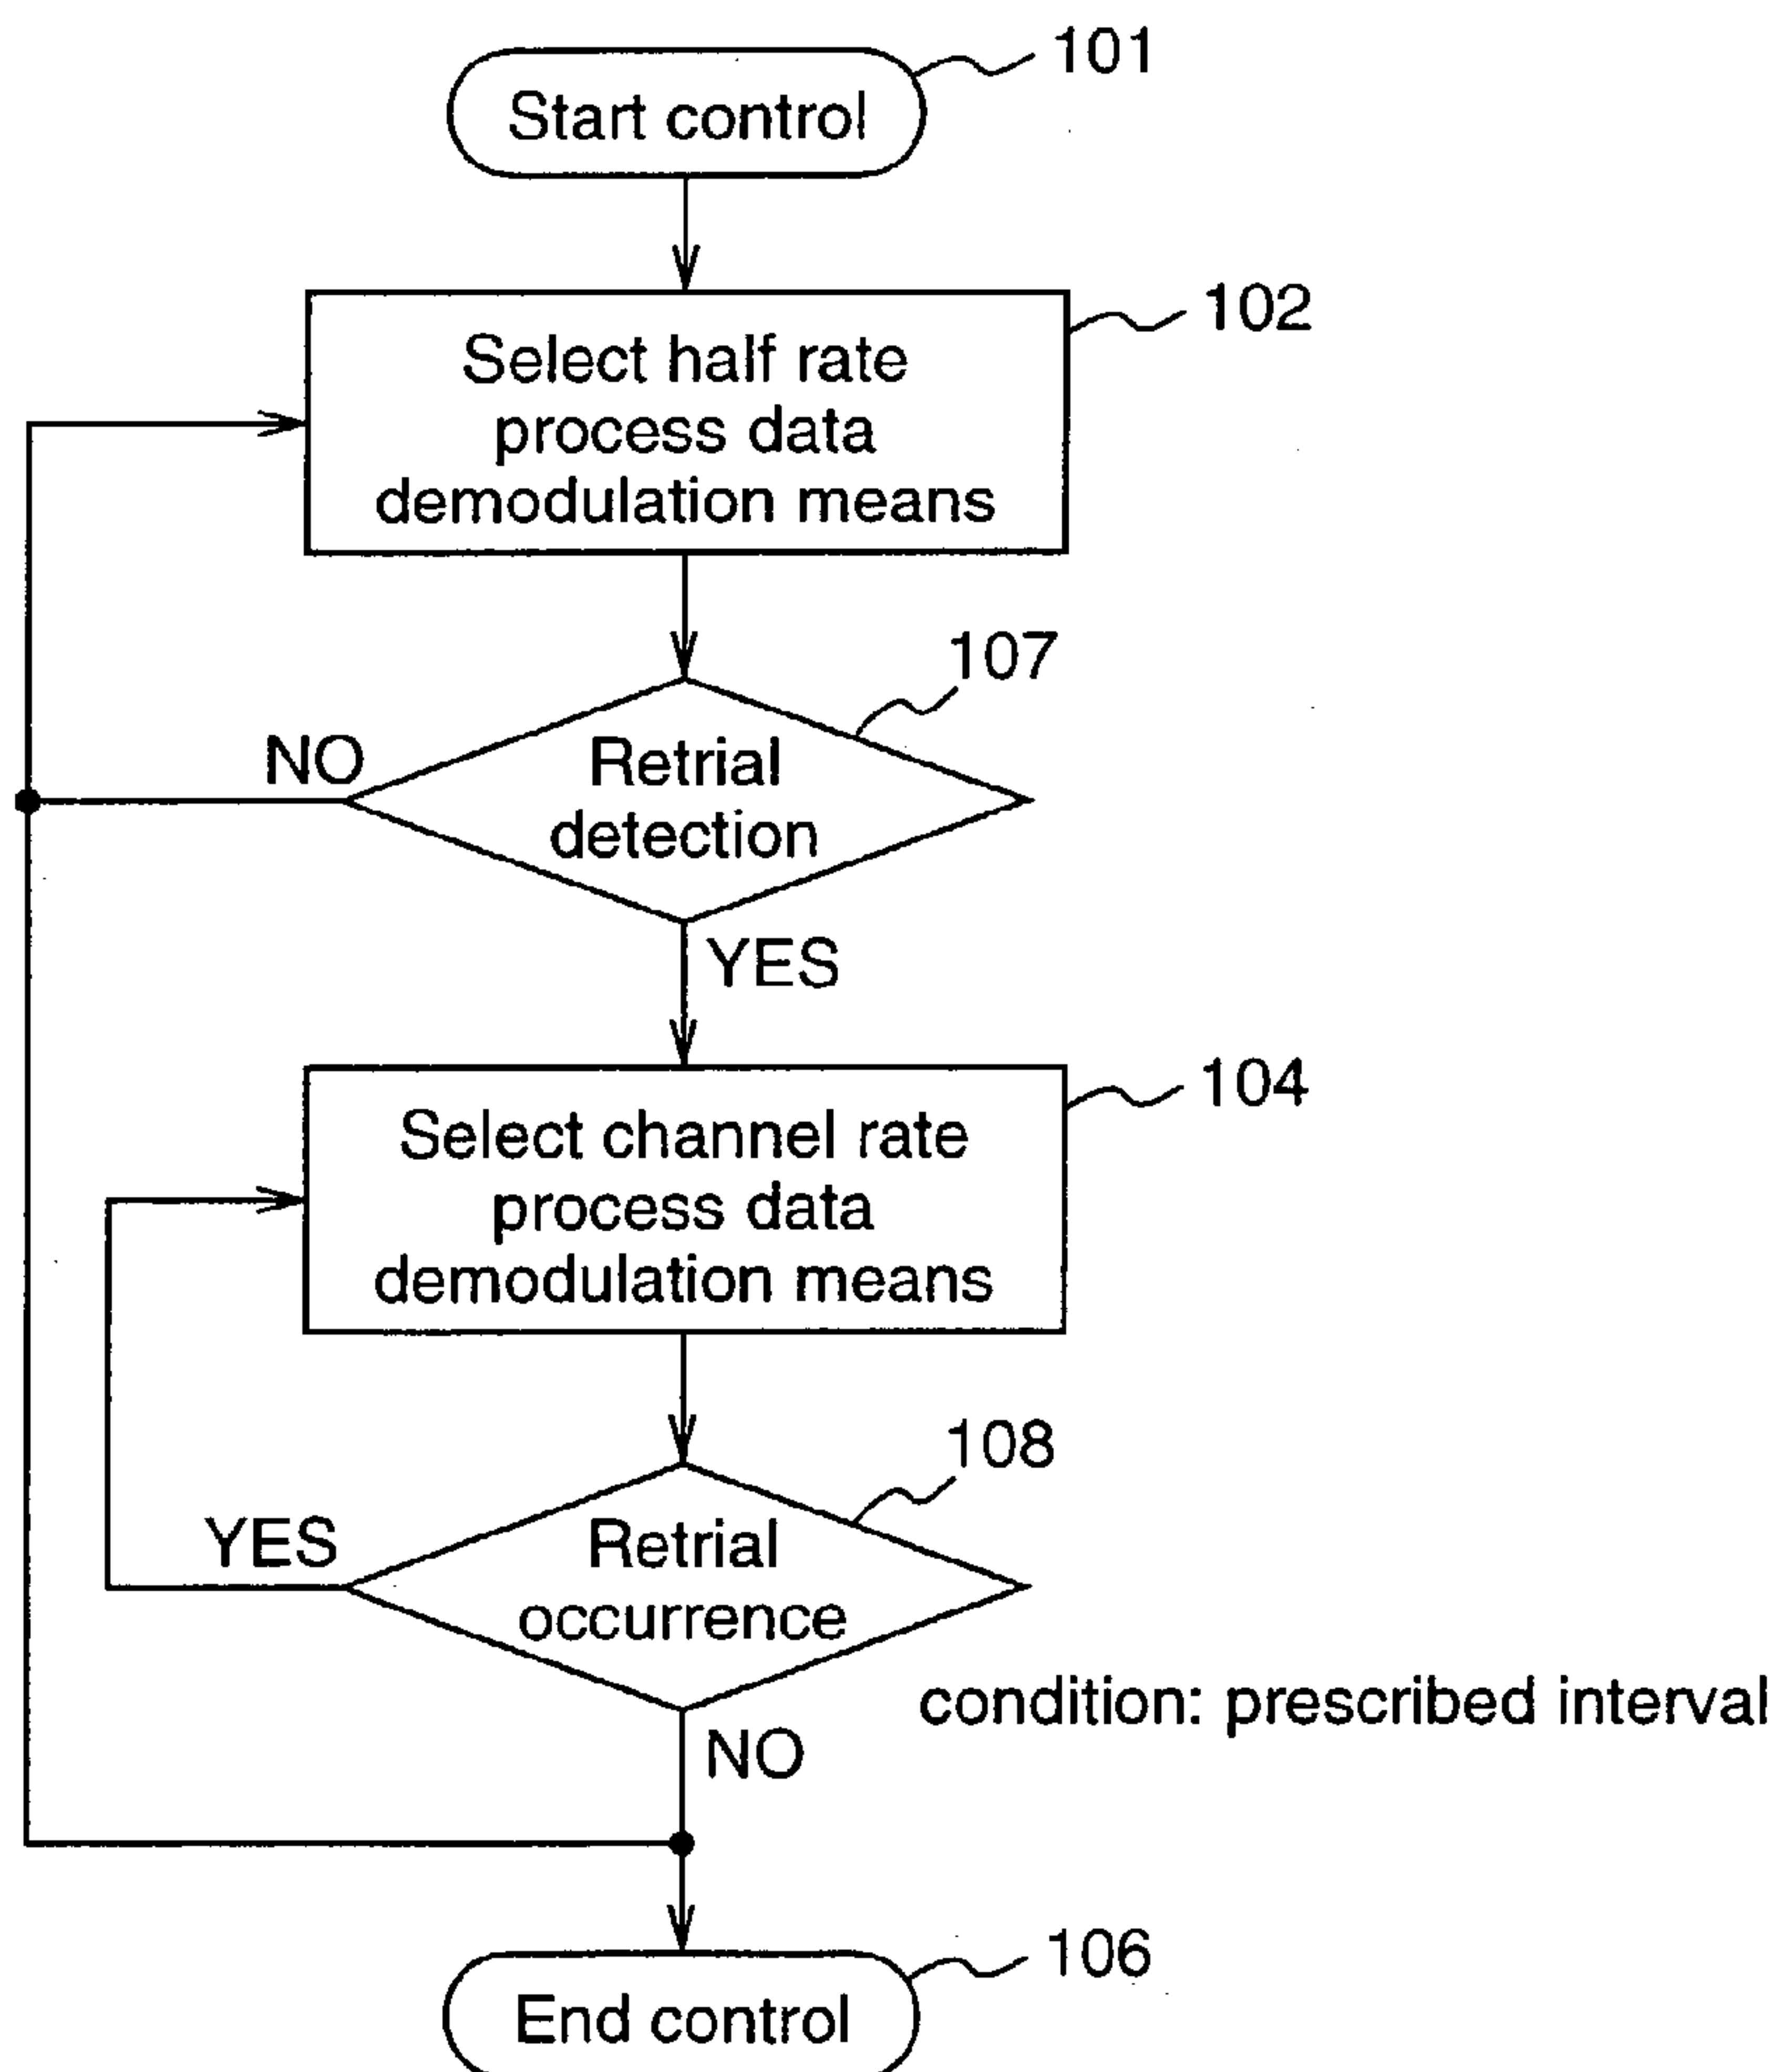 101
Start control
102
Select half rate
process data
demodulation means
107
NO
Retrial
detection
YES
104
Select channel rate
process data
demodulation means
108
YES
Retrial
occurrence
condition: prescribed interval
NO
106
End control